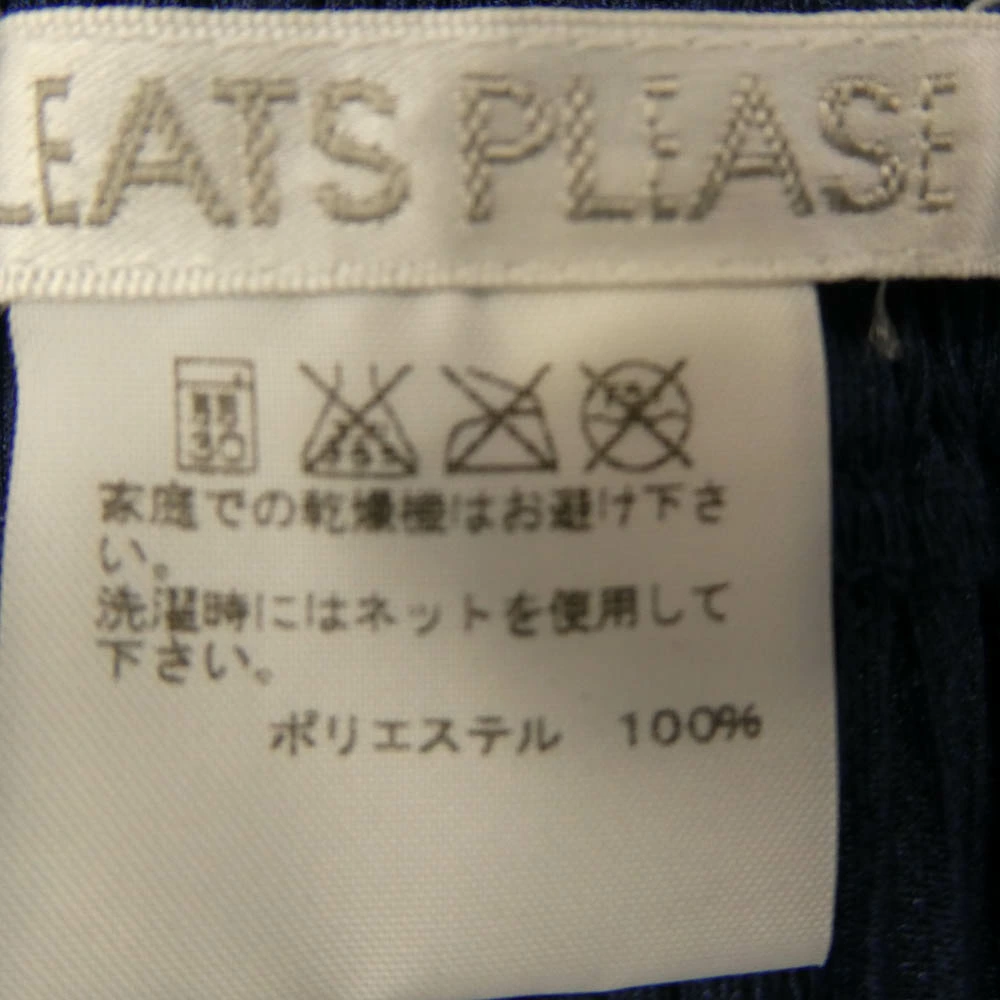 LEATS PLEASE
弱
30
家庭での乾燥機はお避け下さ
い。
洗濯時にはネットを使用して
下さい。
ポリエステル 100%